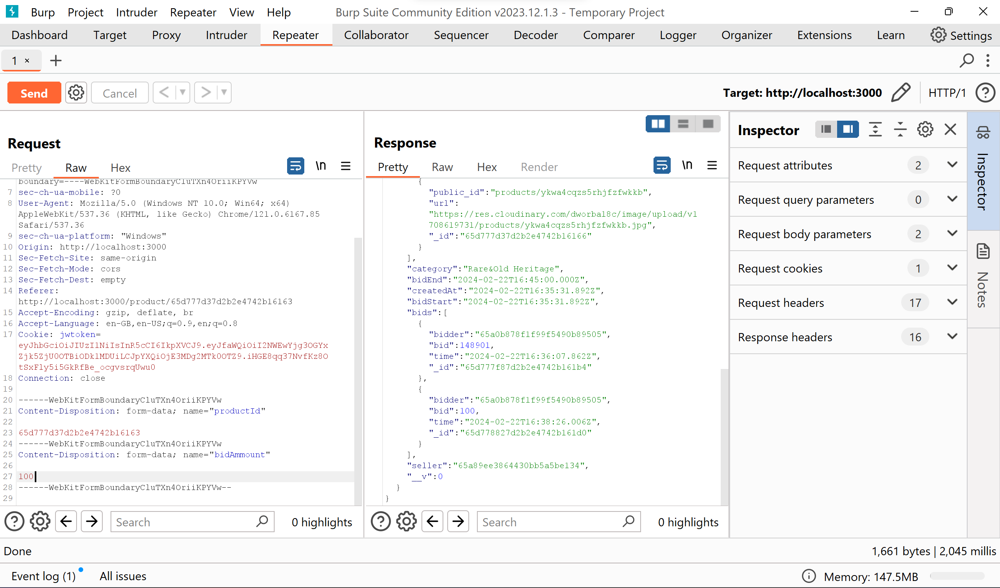 Burp Project Intruder Repeater View Help Burp Suite Community Edition v2023.12.1.3 - Temporary Project
Dashboard Target Proxy Intruder Repeater Collaborator Sequencer Decoder Comparer Logger Organizer Extensions Learn Settings
1 × +
Send Cancel < > Target: http://localhost:3000 HTTP/1 ?
Request
Pretty Raw Hex \n
boundary=----WebKitFormBoundaryCluTXn4OriiKPYVw
7 sec-ch-ua-mobile: ?0
8 User-Agent: Mozilla/5.0 (Windows NT 10.0; Win64; x64)
AppleWebKit/537.36 (KHTML, like Gecko) Chrome/121.0.6167.85
Safari/537.36
9 sec-ch-ua-platform: "Windows"
10 Origin: http://localhost:3000
11 Sec-Fetch-Site: same-origin
12 Sec-Fetch-Mode: cors
13 Sec-Fetch-Dest: empty
14 Referer:
http://localhost:3000/product/65d777d37d2b2e4742b16163
15 Accept-Encoding: gzip, deflate, br
16 Accept-Language: en-GB,en-US;q=0.9,en;q=0.8
17 Cookie: jwtoken=
eyJhbGciOiJIUzI1NiIsInR5cCI6IkpXVCJ9.eyJfaWQiOiI2NWEwYjg3OGYx
Zjk5ZjU0OTBiODk1MDUiLCJpYXQiOjE3MDg2MTk0OTZ9.iHGE8qq37NvfKz8O
tSxFly5i5GkRfBe_ocgvsrqUwu0
18 Connection: close
19
20 ------WebKitFormBoundaryCluTXn4OriiKPYVw
21 Content-Disposition: form-data; name="productId"
22
23 65d777d37d2b2e4742b16163
24 ------WebKitFormBoundaryCluTXn4OriiKPYVw
25 Content-Disposition: form-data; name="bidAmmount"
26
27 100
28 ------WebKitFormBoundaryCluTXn4OriiKPYVw--
29
? Search 0 highlights
Response
Pretty Raw Hex Render \n
{
"public_id":"products/ykwa4cqzs5rhjfzfwkkb",
"url":
"https://res.cloudinary.com/dworba18c/image/upload/v1
708619731/products/ykwa4cqzs5rhjfzfwkkb.jpg",
"_id":"65d777d37d2b2e4742b16166"
}
],
"category":"Rare&Old Heritage",
"bidEnd":"2024-02-22T16:45:00.000Z",
"createdAt":"2024-02-22T16:35:31.892Z",
"bidStart":"2024-02-22T16:35:31.892Z",
"bids":[
{
"bidder":"65a0b878f1f99f5490b89505",
"bid":148901,
"time":"2024-02-22T16:36:07.862Z",
"_id":"65d777f87d2b2e4742b161b4"
},
{
"bidder":"65a0b878f1f99f5490b89505",
"bid":100,
"time":"2024-02-22T16:38:26.006Z",
"_id":"65d778827d2b2e4742b161d0"
}
],
"seller":"65a89ee3864430bb5a5be134",
"__v":0
}
}
? Search 0 highlights
Inspector
Request attributes 2
Request query parameters 0
Request body parameters 2
Request cookies 1
Request headers 17
Response headers 16
Inspector
Notes
Done 1,661 bytes | 2,045 millis
Event log (1) All issues Memory: 147.5MB